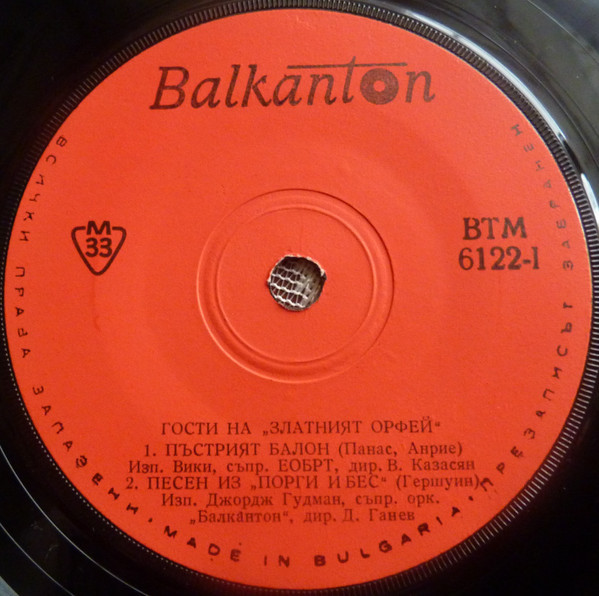 Balkanton
M
33
ВТМ
6122-I
ГОСТИ НА „ЗЛАТНИЯТ ОРФЕЙ“
1. ПЪСТРИЯТ БАЛОН (Панас, Анрие)
Изп. Вики, съпр. ЕОБРТ, дир. В. Казасян
2. ПЕСЕН ИЗ „ПОРГИ И БЕС“ (Гершуин)
Изп. Джордж Гудман, съпр. орк.
„Балкантон“, дир. Д. Ганев
ВСИЧКИ ПРАВА ЗАПАЗЕНИ · MADE IN BULGARIA · ПРЕЗАПИСЪТ ЗАБРАНЕН